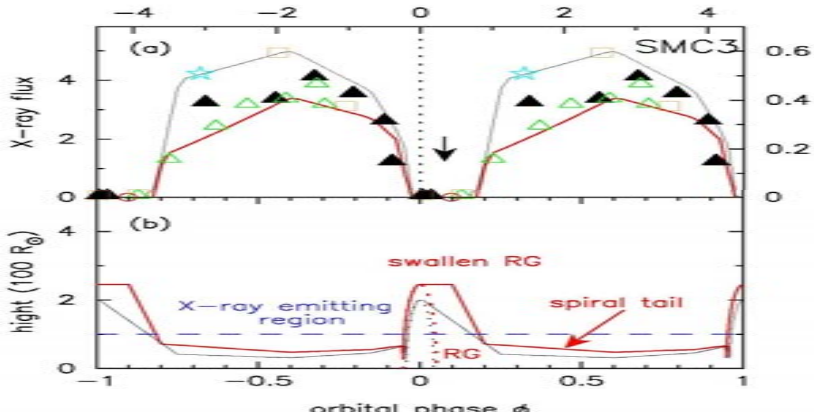 −4 −2 0 2 4
(a) SMC3
X-ray flux
4
2
0
0.6
0.4
0.2
0
(b)
hight (100 R⊙)
4
2
0
swallen RG
X-ray emitting
region
spiral tail
RG
−1 −0.5 0 0.5 1
orbital phase ϕ